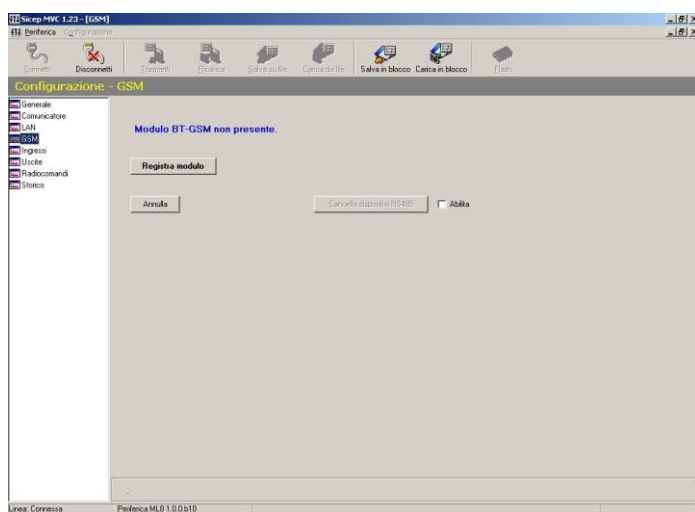 Sicep MVC 1.23 - [GSM]
Periferica Configurazione
Connetti Disconnetti Trasmetti Ricarica Salva su file Carica da file Salva in blocco Carica in blocco Flash
Configurazione - GSM
Generale
Comunicatore
LAN
GSM
Ingressi
Uscite
Radiocomandi
Storico
Modulo BT-GSM non presente.
Registra modulo
Annulla Cancella dispositivi RS485 Abilita
Linea: Connessa Periferica ML8 1.0.0.b10